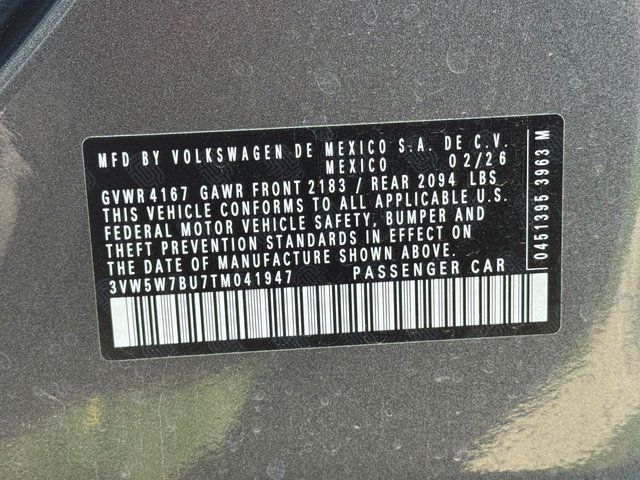 MFD BY VOLKSWAGEN DE MEXICO S.A. DE C.V.
MEXICO 02/26
GVWR 4167 GAWR FRONT 2183 / REAR 2094 LBS
THIS VEHICLE CONFORMS TO ALL APPLICABLE U.S.
FEDERAL MOTOR VEHICLE SAFETY, BUMPER AND
THEFT PREVENTION STANDARDS IN EFFECT ON
THE DATE OF MANUFACTURE SHOWN ABOVE.
3VW5W7BU7TM041947 PASSENGER CAR
0451395 3963 M